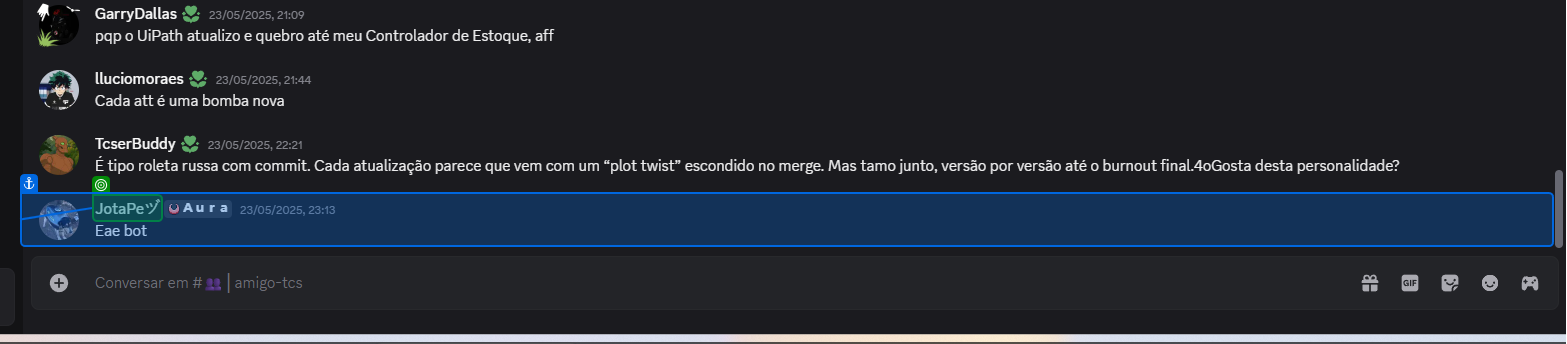 GarryDallas 23/05/2025, 21:09
pqp o UiPath atualizo e quebro até meu Controlador de Estoque, aff
lluciomoraes 23/05/2025, 21:44
Cada att é uma bomba nova
TcserBuddy 23/05/2025, 22:21
É tipo roleta russa com commit. Cada atualização parece que vem com um “plot twist” escondido no merge. Mas tamo junto, versão por versão até o burnout final.4oGosta desta personalidade?
JotaPeヅ Aura 23/05/2025, 23:13
Eae bot
Conversar em #👥 | amigo-tcs
GIF